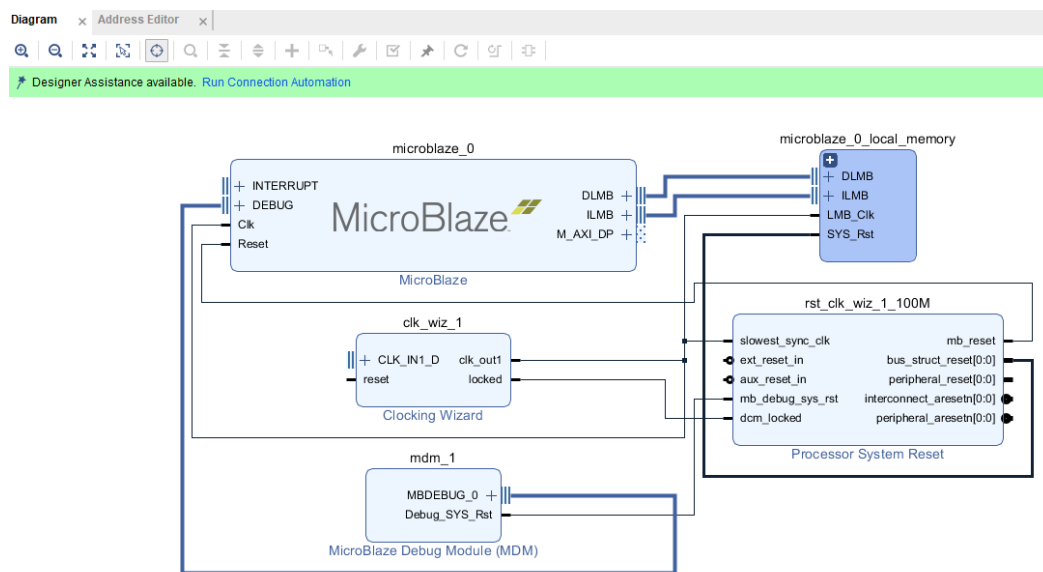 Diagram
Address Editor
Designer Assistance available. Run Connection Automation
microblaze_0
INTERRUPT
DEBUG
Clk
Reset
MicroBlaze
DLMB
ILMB
M_AXI_DP
MicroBlaze
microblaze_0_local_memory
DLMB
ILMB
LMB_Clk
SYS_Rst
clk_wiz_1
CLK_IN1_D clk_out1
reset locked
Clocking Wizard
rst_clk_wiz_1_100M
slowest_sync_clk mb_reset
ext_reset_in bus_struct_reset[0:0]
aux_reset_in peripheral_reset[0:0]
mb_debug_sys_rst interconnect_aresetn[0:0]
dcm_locked peripheral_aresetn[0:0]
Processor System Reset
mdm_1
MBDEBUG_0
Debug_SYS_Rst
MicroBlaze Debug Module (MDM)